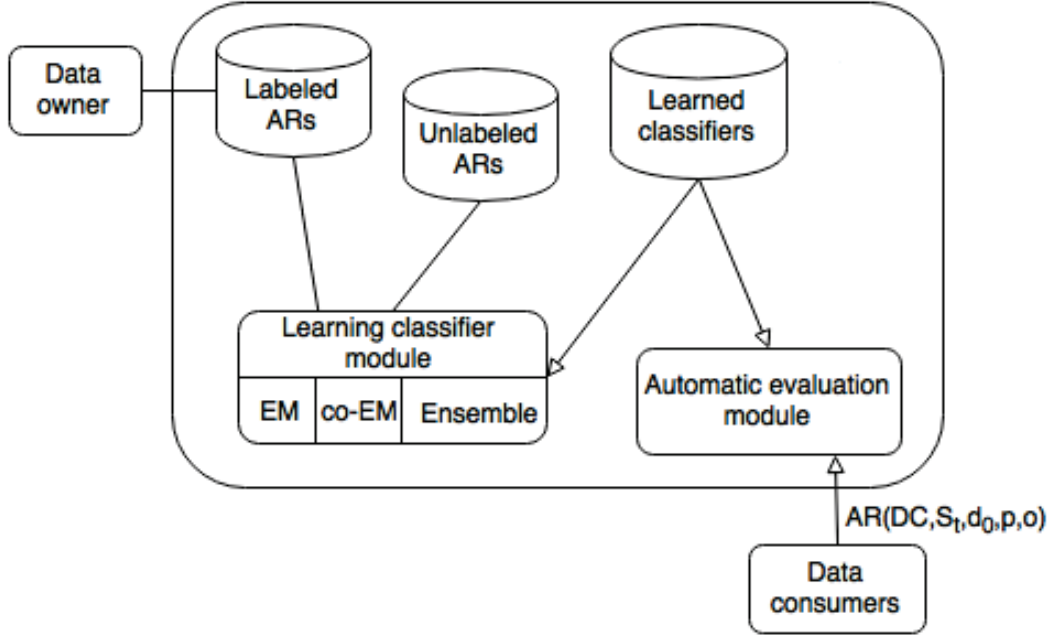 Data
owner
Labeled
ARs
Unlabeled
ARs
Learned
classifiers
Learning classifier
module
EM
co-EM
Ensemble
Automatic evaluation
module
AR(DC,Sₜ,d₀,p,o)
Data
consumers